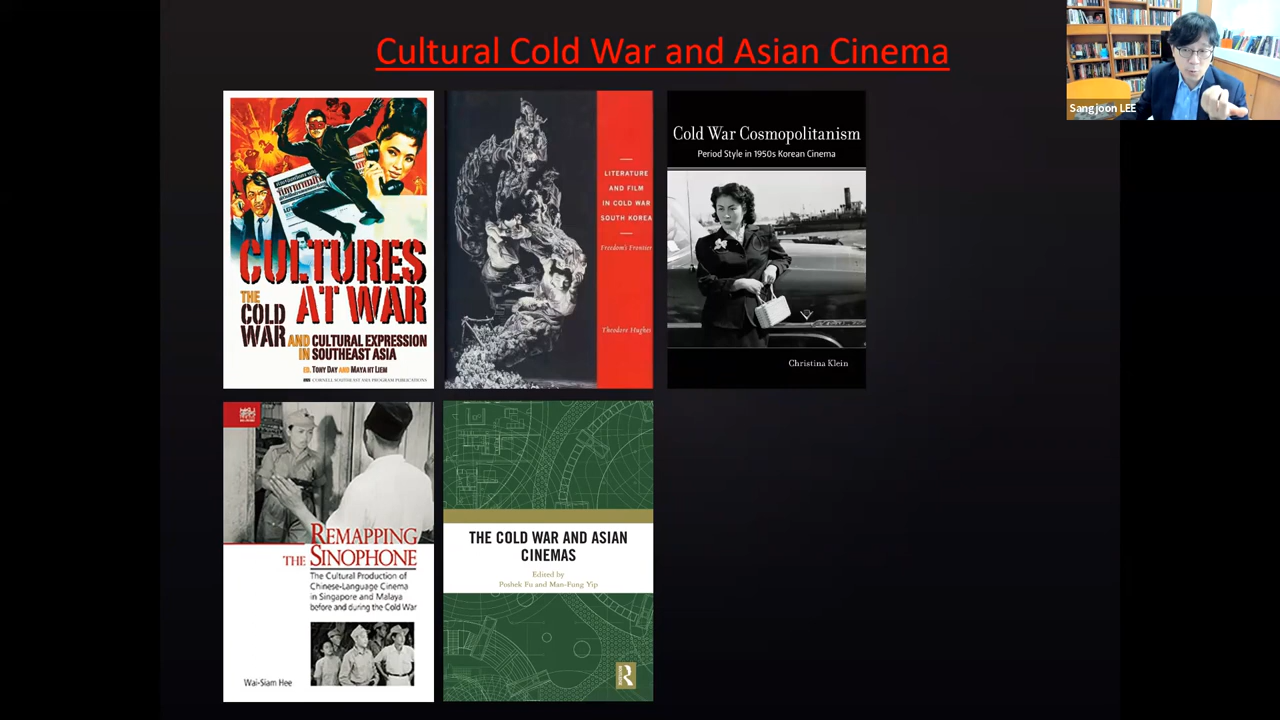 Cultural Cold War and Asian Cinema
Sangjoon LEE
CULTURES
AT WAR
THE
COLD
WAR
AND CULTURAL EXPRESSION
IN SOUTHEAST ASIA
ED. TONY DAY AND MAYA HT LIEM
CORNELL SOUTHEAST ASIA PROGRAM PUBLICATIONS
LITERATURE
AND FILM
IN COLD WAR
SOUTH KOREA
Freedom's Frontier
Theodore Hughes
Cold War Cosmopolitanism
Period Style in 1950s Korean Cinema
Christina Klein
REMAPPING
THE SINOPHONE
The Cultural Production of
Chinese-Language Cinema
in Singapore and Malaya
before and during the Cold War
Wai-Siam Hee
THE COLD WAR AND ASIAN
CINEMAS
Edited by
Poshek Fu and Man-Fung Yip
R